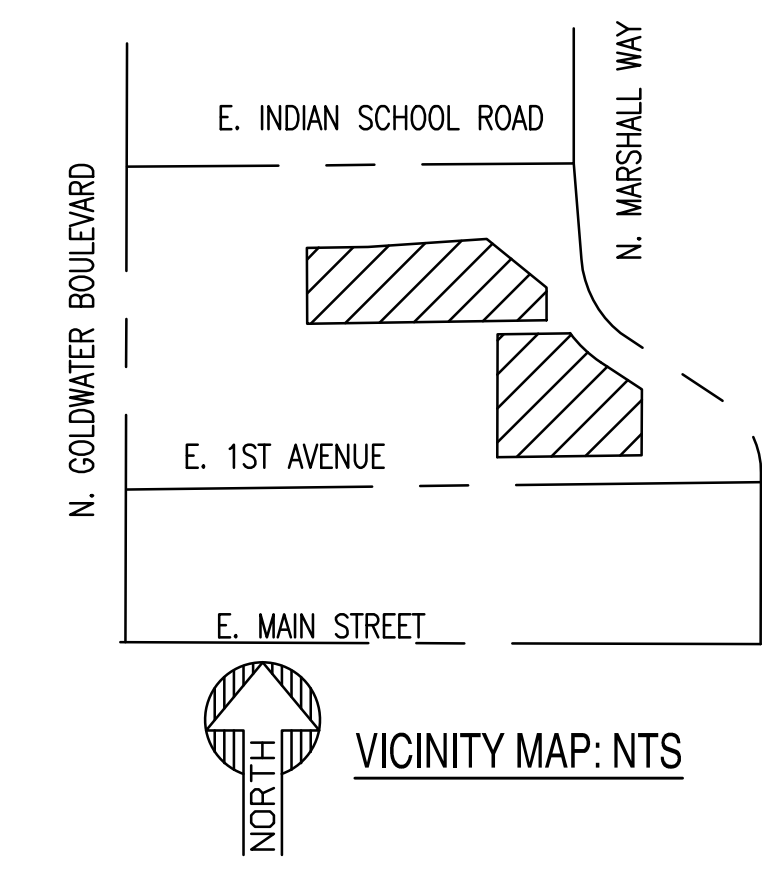 E. INDIAN SCHOOL ROAD
N. MARSHALL WAY
N. GOLDWATER BOULEVARD
E. 1ST AVENUE
E. MAIN STREET
NORTH
VICINITY MAP: NTS